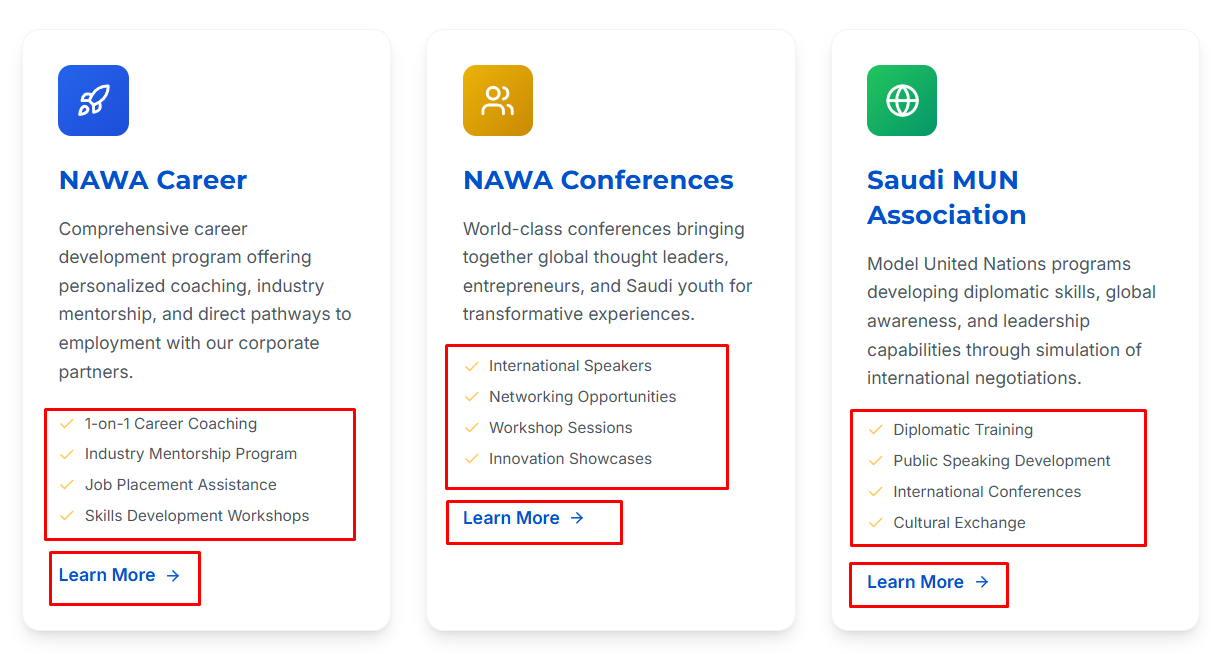 NAWA Career
Comprehensive career
development program offering
personalized coaching, industry
mentorship, and direct pathways to
employment with our corporate
partners.
1-on-1 Career Coaching
Industry Mentorship Program
Job Placement Assistance
Skills Development Workshops
Learn More →
NAWA Conferences
World-class conferences bringing
together global thought leaders,
entrepreneurs, and Saudi youth for
transformative experiences.
International Speakers
Networking Opportunities
Workshop Sessions
Innovation Showcases
Learn More →
Saudi MUN
Association
Model United Nations programs
developing diplomatic skills, global
awareness, and leadership
capabilities through simulation of
international negotiations.
Diplomatic Training
Public Speaking Development
International Conferences
Cultural Exchange
Learn More →